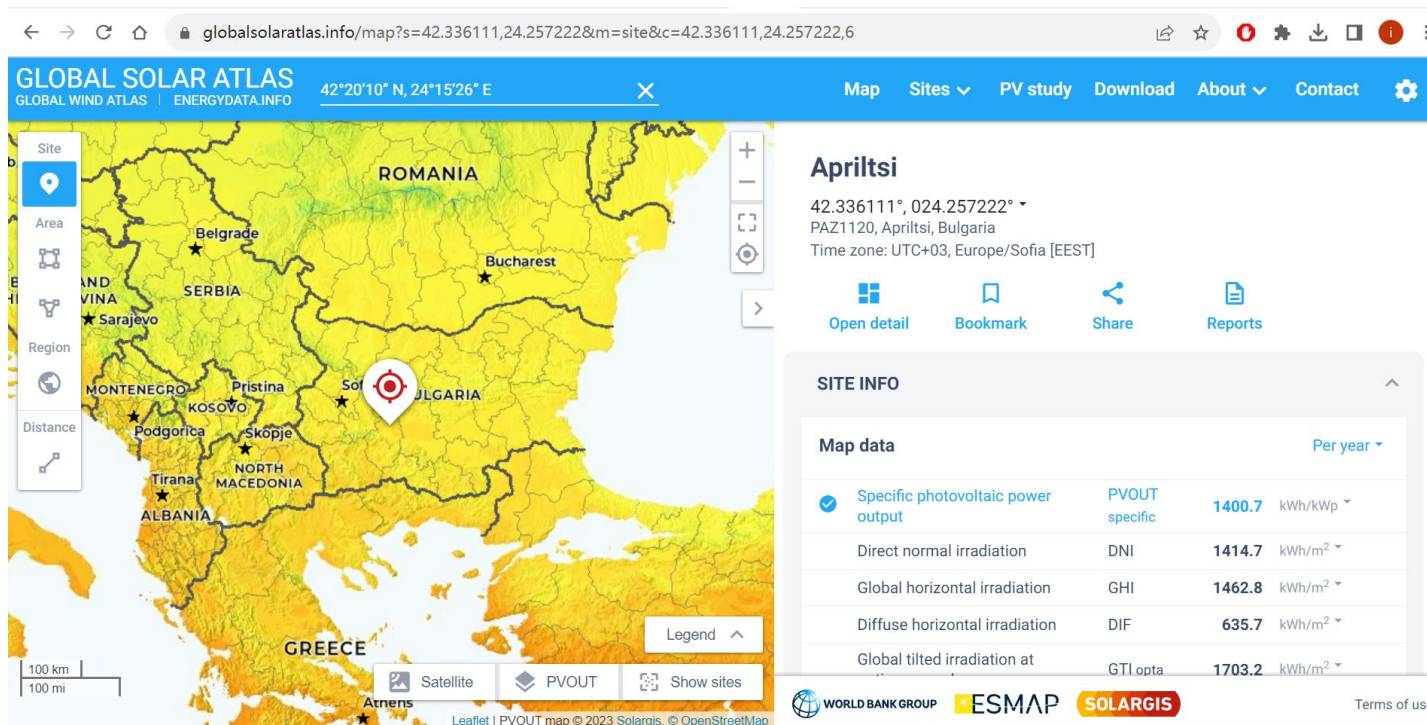 globalsolaratlas.info/map?s=42.336111,24.257222&m=site&c=42.336111,24.257222,6
i
GLOBAL SOLAR ATLAS
GLOBAL WIND ATLAS | ENERGYDATA.INFO
42°20'10" N, 24°15'26" E
Map Sites PV study Download About Contact
Site
Area
Region
Distance
ROMANIA
Belgrade
Bucharest
SERBIA
Sarajevo
MONTENEGRO
Pristina
KOSOVO
Podgorica
Skopje
NORTH
MACEDONIA
Tirana
ALBANIA
GREECE
Athens
100 km
100 mi
Legend
Satellite PVOUT Show sites
Leaflet | PVOUT map © 2023 Solargis, © OpenStreetMap
Apriltsi
42.336111°, 024.257222°
PAZ1120, Apriltsi, Bulgaria
Time zone: UTC+03, Europe/Sofia [EEST]
Open detail Bookmark Share Reports
SITE INFO
Map data Per year
Specific photovoltaic power output PVOUT specific 1400.7 kWh/kWp
Direct normal irradiation DNI 1414.7 kWh/m²
Global horizontal irradiation GHI 1462.8 kWh/m²
Diffuse horizontal irradiation DIF 635.7 kWh/m²
Global tilted irradiation at GTI opta 1703.2 kWh/m²
WORLD BANK GROUP ESMAP SOLARGIS Terms of us